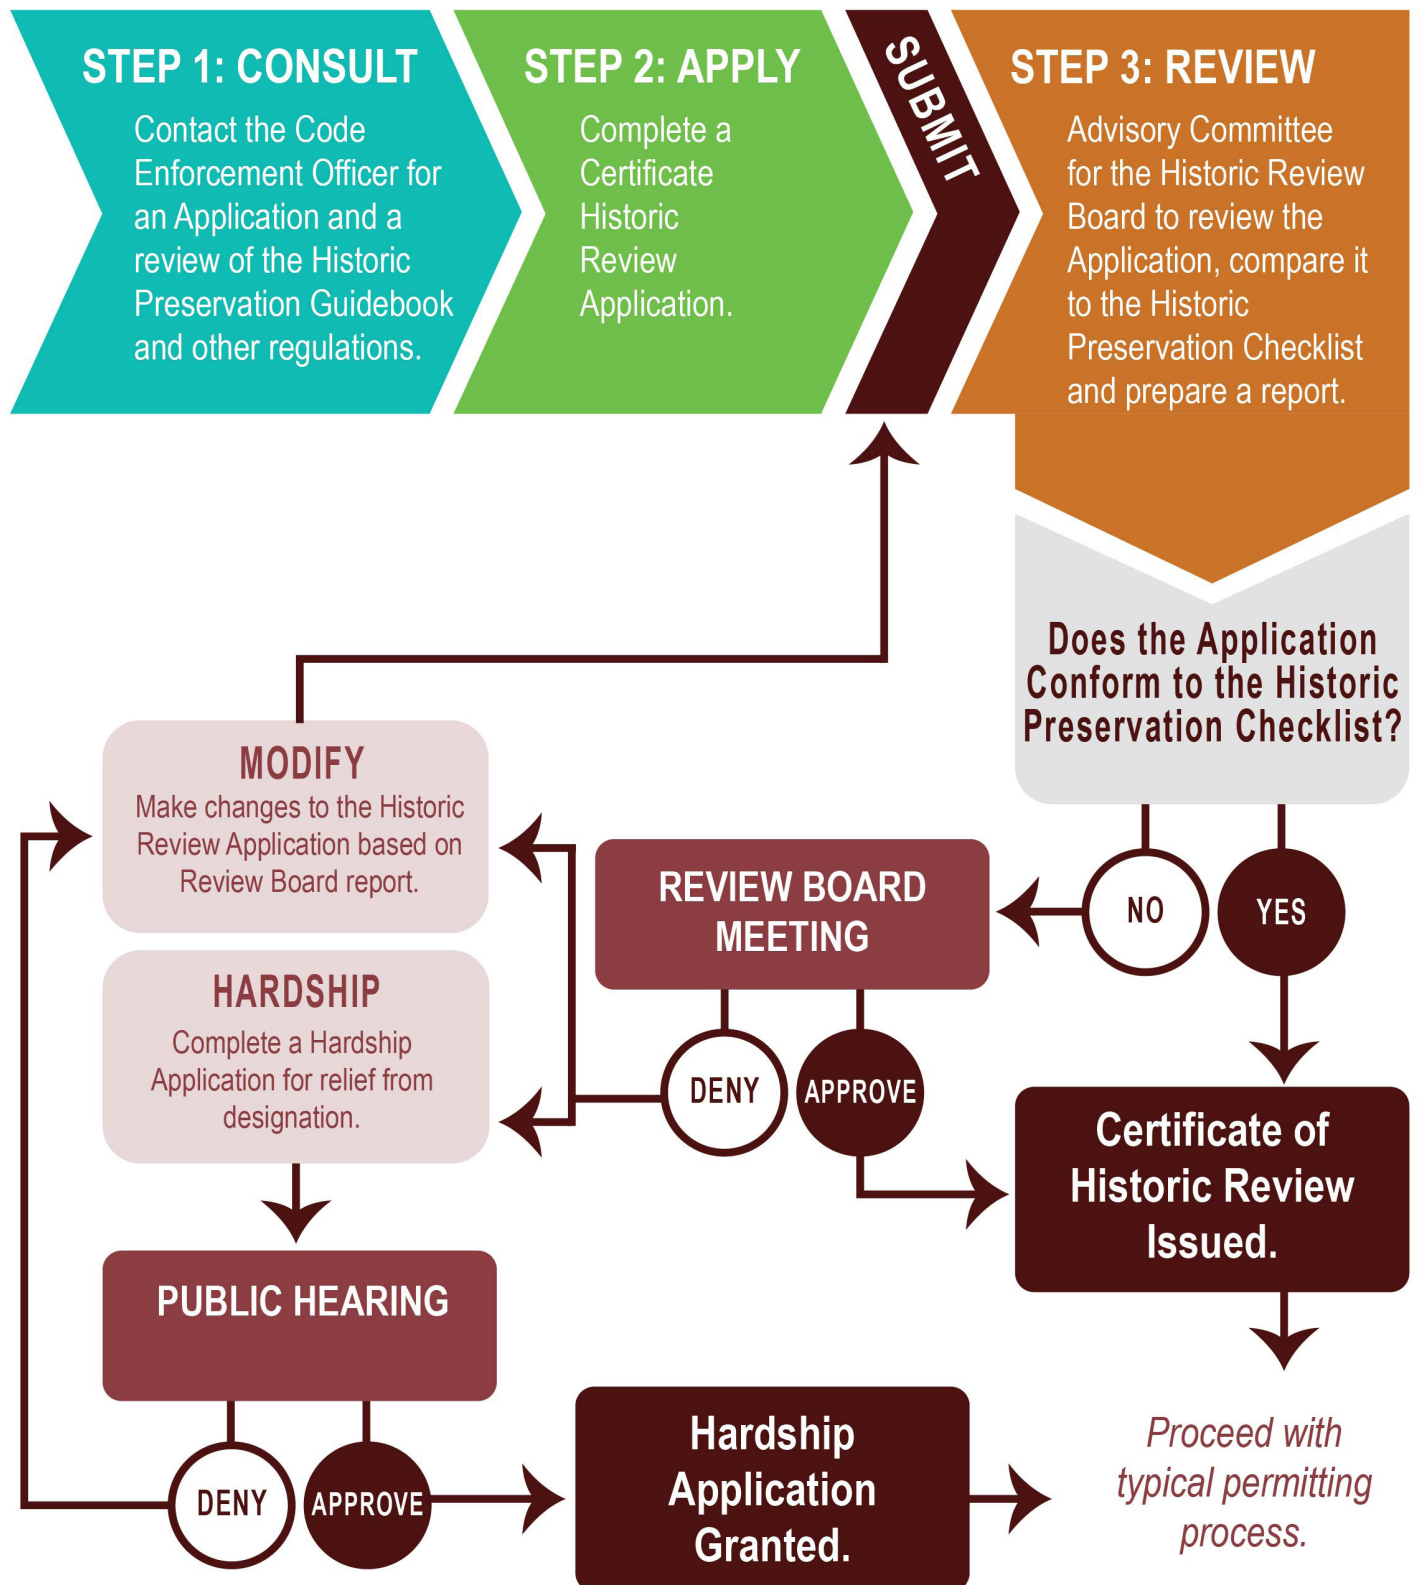 STEP 1: CONSULT
Contact the Code
Enforcement Officer for
an Application and a
review of the Historic
Preservation Guidebook
and other regulations.
STEP 2: APPLY
Complete a
Certificate
Historic
Review
Application.
SUBMIT
STEP 3: REVIEW
Advisory Committee
for the Historic Review
Board to review the
Application, compare it
to the Historic
Preservation Checklist
and prepare a report.
Does the Application
Conform to the Historic
Preservation Checklist?
NO
YES
REVIEW BOARD
MEETING
DENY
APPROVE
MODIFY
Make changes to the Historic
Review Application based on
Review Board report.
HARDSHIP
Complete a Hardship
Application for relief from
designation.
Certificate of
Historic Review
Issued.
PUBLIC HEARING
DENY
APPROVE
Hardship
Application
Granted.
Proceed with
typical permitting
process.